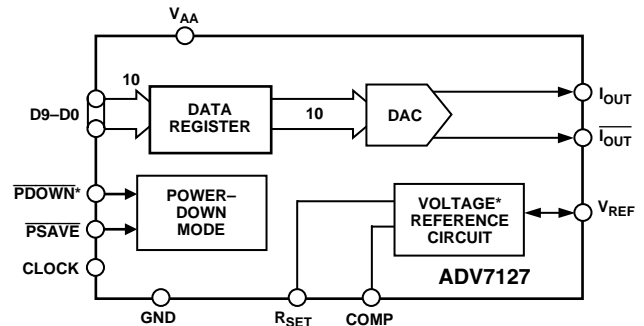 VAA
10
D9–D0
DATA
REGISTER
10
DAC
IOUT
IOUT
PDOWN*
PSAVE
POWER–
DOWN
MODE
VOLTAGE*
REFERENCE
CIRCUIT
VREF
CLOCK
ADV7127
GND
RSET
COMP